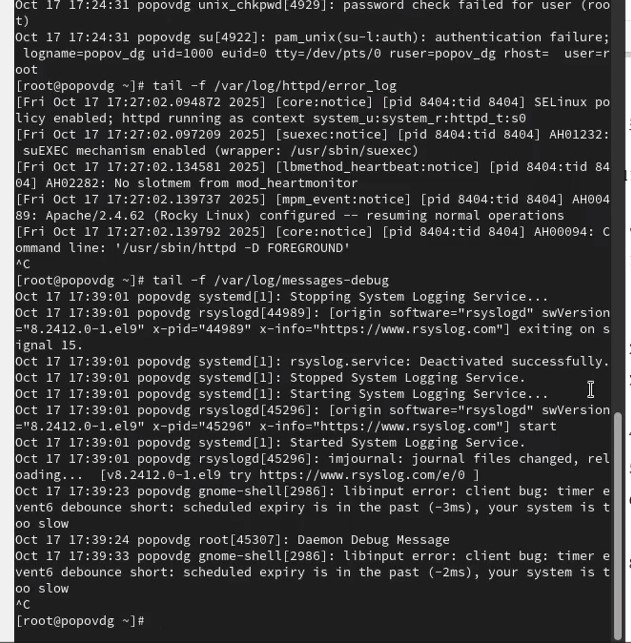 Oct 17 17:24:31 popovdg unix_chkpwd[4929]: password check failed for user (roo
t)
Oct 17 17:24:31 popovdg su[4922]: pam_unix(su-l:auth): authentication failure;
 logname=popov_dg uid=1000 euid=0 tty=/dev/pts/0 ruser=popov_dg rhost=  user=r
oot
[root@popovdg ~]# tail -f /var/log/httpd/error_log
[Fri Oct 17 17:27:02.094872 2025] [core:notice] [pid 8404:tid 8404] SELinux po
licy enabled; httpd running as context system_u:system_r:httpd_t:s0
[Fri Oct 17 17:27:02.097209 2025] [suexec:notice] [pid 8404:tid 8404] AH01232:
 suEXEC mechanism enabled (wrapper: /usr/sbin/suexec)
[Fri Oct 17 17:27:02.134581 2025] [lbmethod_heartbeat:notice] [pid 8404:tid 84
04] AH02282: No slotmem from mod_heartmonitor
[Fri Oct 17 17:27:02.139737 2025] [mpm_event:notice] [pid 8404:tid 8404] AH004
89: Apache/2.4.62 (Rocky Linux) configured -- resuming normal operations
[Fri Oct 17 17:27:02.139792 2025] [core:notice] [pid 8404:tid 8404] AH00094: C
ommand line: '/usr/sbin/httpd -D FOREGROUND'
^C
[root@popovdg ~]# tail -f /var/log/messages-debug
Oct 17 17:39:01 popovdg systemd[1]: Stopping System Logging Service...
Oct 17 17:39:01 popovdg rsyslogd[44989]: [origin software="rsyslogd" swVersion
="8.2412.0-1.el9" x-pid="44989" x-info="https://www.rsyslog.com"] exiting on s
ignal 15.
Oct 17 17:39:01 popovdg systemd[1]: rsyslog.service: Deactivated successfully.
Oct 17 17:39:01 popovdg systemd[1]: Stopped System Logging Service.
Oct 17 17:39:01 popovdg systemd[1]: Starting System Logging Service...
Oct 17 17:39:01 popovdg rsyslogd[45296]: [origin software="rsyslogd" swVersion
="8.2412.0-1.el9" x-pid="45296" x-info="https://www.rsyslog.com"] start
Oct 17 17:39:01 popovdg systemd[1]: Started System Logging Service.
Oct 17 17:39:01 popovdg rsyslogd[45296]: imjournal: journal files changed, rel
oading...  [v8.2412.0-1.el9 try https://www.rsyslog.com/e/0 ]
Oct 17 17:39:23 popovdg gnome-shell[2986]: libinput error: client bug: timer e
vent6 debounce short: scheduled expiry is in the past (-3ms), your system is t
oo slow
Oct 17 17:39:24 popovdg root[45307]: Daemon Debug Message
Oct 17 17:39:33 popovdg gnome-shell[2986]: libinput error: client bug: timer e
vent6 debounce short: scheduled expiry is in the past (-2ms), your system is t
oo slow
^C
[root@popovdg ~]#